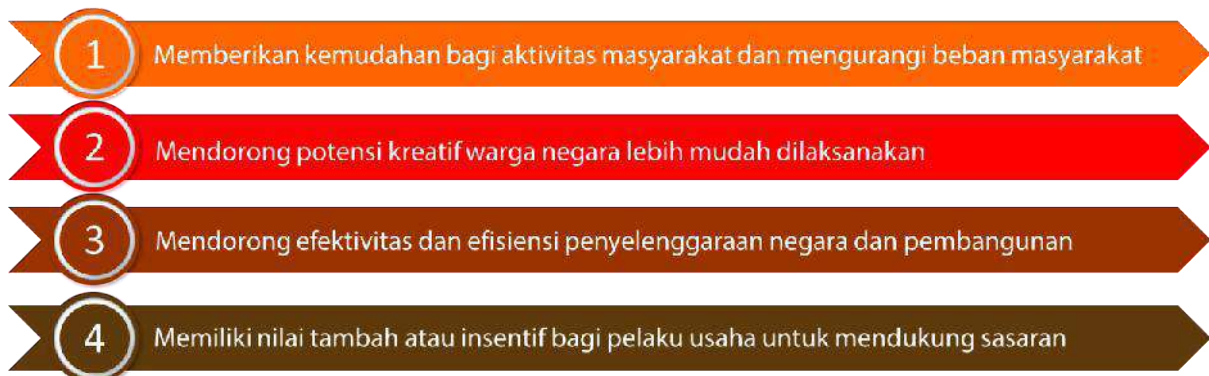 1 Memberikan kemudahan bagi aktivitas masyarakat dan mengurangi beban masyarakat
2 Mendorong potensi kreatif warga negara lebih mudah dilaksanakan
3 Mendorong efektivitas dan efisiensi penyelenggaraan negara dan pembangunan
4 Memiliki nilai tambah atau insentif bagi pelaku usaha untuk mendukung sasaran